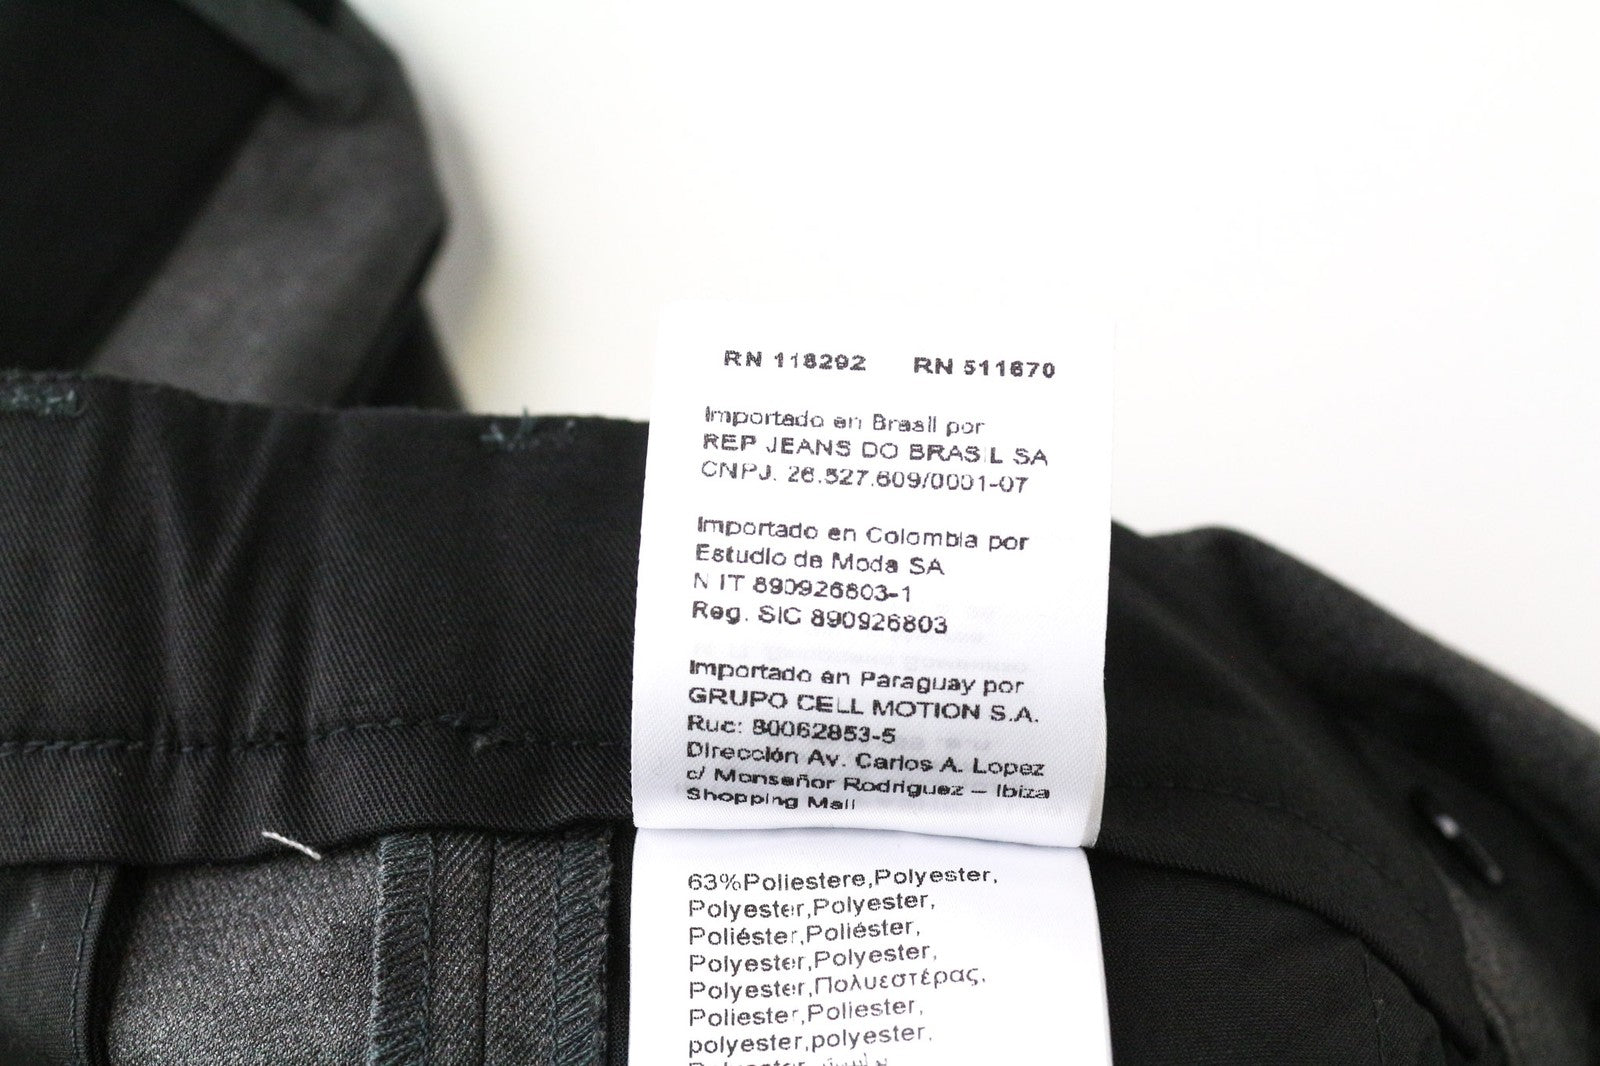 RN 118292 RN 511670
Importado en Brasil por
REP JEANS DO BRASIL SA
CNPJ. 26.527.609/0001-07
Importado en Colombia por
Estudio de Moda SA
NIT 890926803-1
Reg. SIC 890926803
Importado en Paraguay por
GRUPO CELL MOTION S.A.
Ruc: 80062853-5
Dirección Av. Carlos A. Lopez
c/ Monseñor Rodriguez – Ibiza
Shopping Mall
63%Poliestere,Polyester,
Polyester,Polyester,
Poliéster,Poliéster,
Polyester,Polyester,
Polyester,Πολυεστέρας,
Poliester,Poliester,
polyester,polyester,